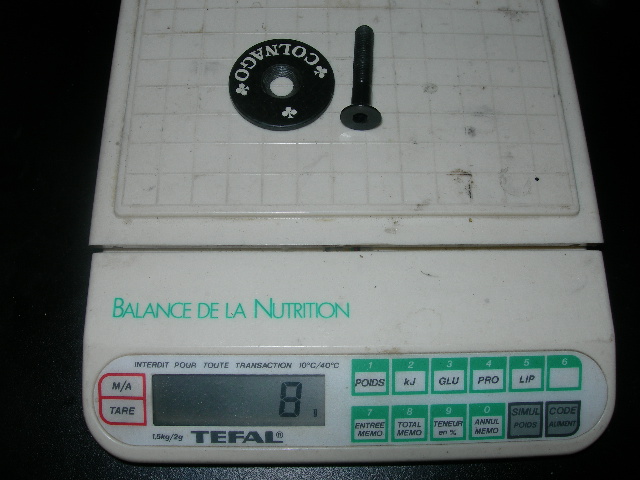 COLNAGO
BALANCE DE LA NUTRITION
INTERDIT POUR TOUTE TRANSACTION 10°C/40°C
M/A
TARE
8
1,5kg/2g TEFAL®
1 2 3 4 5 6
POIDS kJ GLU PRO LIP
7 8 9 0 SIMUL CODE
ENTREE MEMO TOTAL MEMO TENEUR en % ANNUL MEMO POIDS ALIMENT